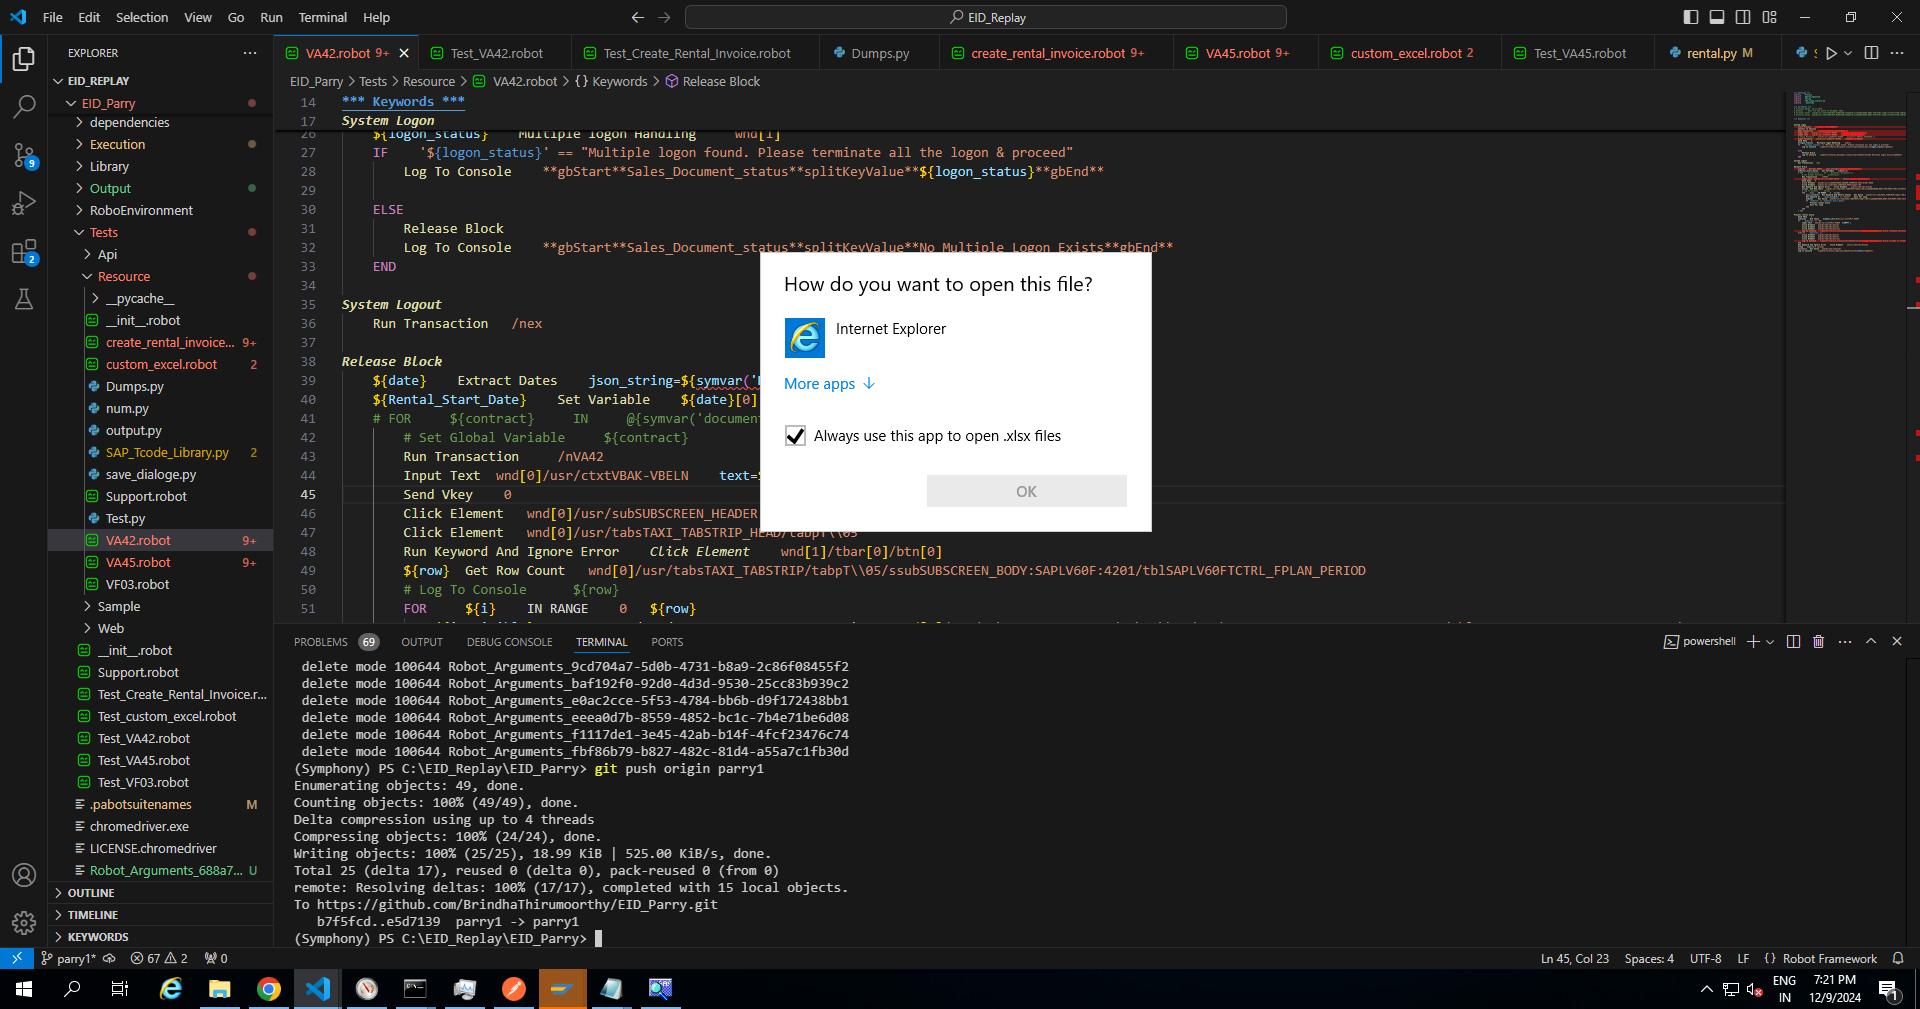 File Edit Selection View Go Run Terminal Help
EID_Replay
EXPLORER
EID_REPLAY
EID_Parry
dependencies
Execution
Library
Output
RoboEnvironment
Tests
Api
Resource
__pycache__
__init__.robot
create_rental_invoice... 9+
custom_excel.robot 2
Dumps.py
num.py
output.py
SAP_Tcode_Library.py 2
save_dialoge.py
Support.robot
Test.py
VA42.robot 9+
VA45.robot 9+
VF03.robot
Sample
Web
__init__.robot
Support.robot
Test_Create_Rental_Invoice.r...
Test_custom_excel.robot
Test_VA42.robot
Test_VA45.robot
Test_VF03.robot
.pabotsuitenames M
chromedriver.exe
LICENSE.chromedriver
Robot_Arguments_688a7... U
OUTLINE
TIMELINE
KEYWORDS
9
2
VA42.robot 9+ Test_VA42.robot Test_Create_Rental_Invoice.robot Dumps.py create_rental_invoice.robot 9+ VA45.robot 9+ custom_excel.robot 2 Test_VA45.robot rental.py M
EID_Parry > Tests > Resource > VA42.robot > {} Keywords > Release Block
14 *** Keywords ***
17 System Logon
26 ${logon_status} Multiple logon Handling wnd[1]
27 IF '${logon_status}' == "Multiple logon found. Please terminate all the logon & proceed"
28 Log To Console **gbStart**Sales_Document_status**splitKeyValue**${logon_status}**gbEnd**
29
30 ELSE
31 Release Block
32 Log To Console **gbStart**Sales_Document_status**splitKeyValue**No Multiple Logon Exists**gbEnd**
33 END
34
35 System Logout
36 Run Transaction /nex
37
38 Release Block
39 ${date} Extract Dates json_string=${symvar('
40 ${Rental_Start_Date} Set Variable ${date}[0]
41 # FOR ${contract} IN @{symvar('document
42 # Set Global Variable ${contract}
43 Run Transaction /nVA42
44 Input Text wnd[0]/usr/ctxtVBAK-VBELN text=
45 Send Vkey 0
46 Click Element wnd[0]/usr/subSUBSCREEN_HEADER
47 Click Element wnd[0]/usr/tabsTAXI_TABSTRIP_HEAD/tabpT\\05
48 Run Keyword And Ignore Error Click Element wnd[1]/tbar[0]/btn[0]
49 ${row} Get Row Count wnd[0]/usr/tabsTAXI_TABSTRIP/tabpT\\05/ssubSUBSCREEN_BODY:SAPLV60F:4201/tblSAPLV60FTCTRL_FPLAN_PERIOD
50 # Log To Console ${row}
51 FOR ${i} IN RANGE 0 ${row}
How do you want to open this file?
Internet Explorer
More apps ↓
Always use this app to open .xlsx files
OK
PROBLEMS 69 OUTPUT DEBUG CONSOLE TERMINAL PORTS
powershell
delete mode 100644 Robot_Arguments_9cd704a7-5d0b-4731-b8a9-2c86f08455f2
delete mode 100644 Robot_Arguments_baf192f0-92d0-4d3d-9530-25cc83b939c2
delete mode 100644 Robot_Arguments_e0ac2cce-5f53-4784-bb6b-d9f172438bb1
delete mode 100644 Robot_Arguments_eeea0d7b-8559-4852-bc1c-7b4e71be6d08
delete mode 100644 Robot_Arguments_f1117de1-3e45-42ab-b14f-4fcf23476c74
delete mode 100644 Robot_Arguments_fbf86b79-b827-482c-81d4-a55a7c1fb30d
(Symphony) PS C:\EID_Replay\EID_Parry> git push origin parry1
Enumerating objects: 49, done.
Counting objects: 100% (49/49), done.
Delta compression using up to 4 threads
Compressing objects: 100% (24/24), done.
Writing objects: 100% (25/25), 18.99 KiB | 525.00 KiB/s, done.
Total 25 (delta 17), reused 0 (delta 0), pack-reused 0 (from 0)
remote: Resolving deltas: 100% (17/17), completed with 15 local objects.
To https://github.com/BrindhaThirumoorthy/EID_Parry.git
b7f5fcd..e5d7139 parry1 -> parry1
(Symphony) PS C:\EID_Replay\EID_Parry>
parry1* 67 2 0
Ln 45, Col 23 Spaces: 4 UTF-8 LF {} Robot Framework
ENG
IN
7:21 PM
12/9/2024
1